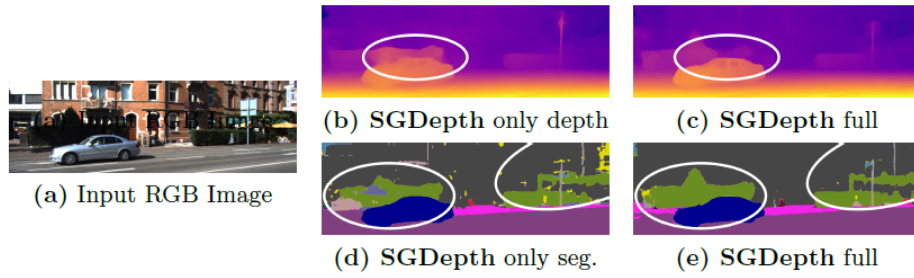 (b) SGDepth only depth
(c) SGDepth full
(a) Input RGB Image
(d) SGDepth only seg.
(e) SGDepth full